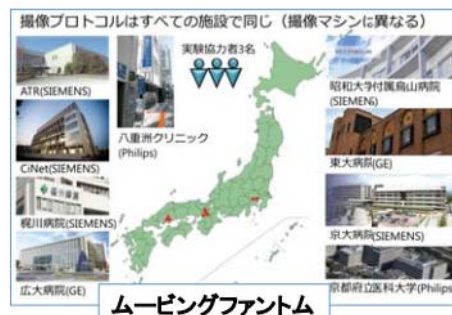 撮像プロトコルはすべての施設で同じ（撮像マシンに異なる）
ATR(SIEMENS)
CiNet(SIEMENS)
梶川病院(SIEMENS)
広大病院(GE)
実験協力者3名
八重洲クリニック
(Philips)
昭和大学付属烏山病院
(SIEMEN)
東大病院(GE)
京大病院(SIEMENS)
京都府立医科大学(Philips
ムービングファントム